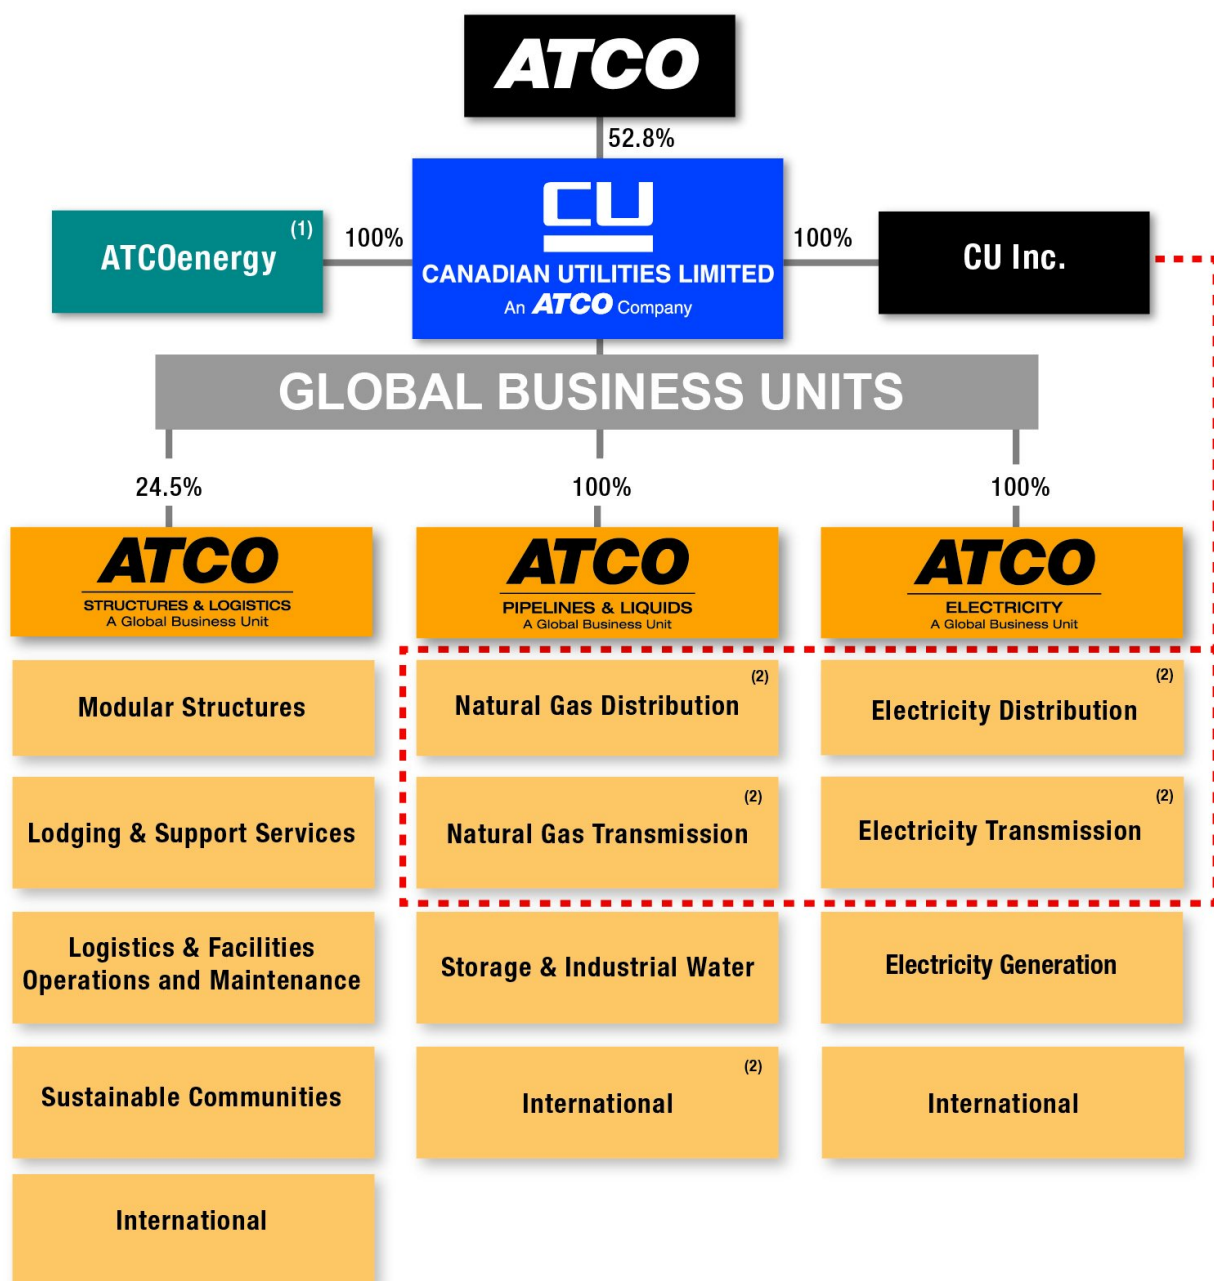 ATCO
52.8%
ATCOenergy (1)
100%
CU
CANADIAN UTILITIES LIMITED
An ATCO Company
100%
CU Inc.
GLOBAL BUSINESS UNITS
24.5%
100%
100%
ATCO
STRUCTURES & LOGISTICS
A Global Business Unit
ATCO
PIPELINES & LIQUIDS
A Global Business Unit
ATCO
ELECTRICITY
A Global Business Unit
Modular Structures
Natural Gas Distribution (2)
Electricity Distribution (2)
Lodging & Support Services
Natural Gas Transmission (2)
Electricity Transmission (2)
Logistics & Facilities
Operations and Maintenance
Storage & Industrial Water
Electricity Generation
Sustainable Communities
International (2)
International
International